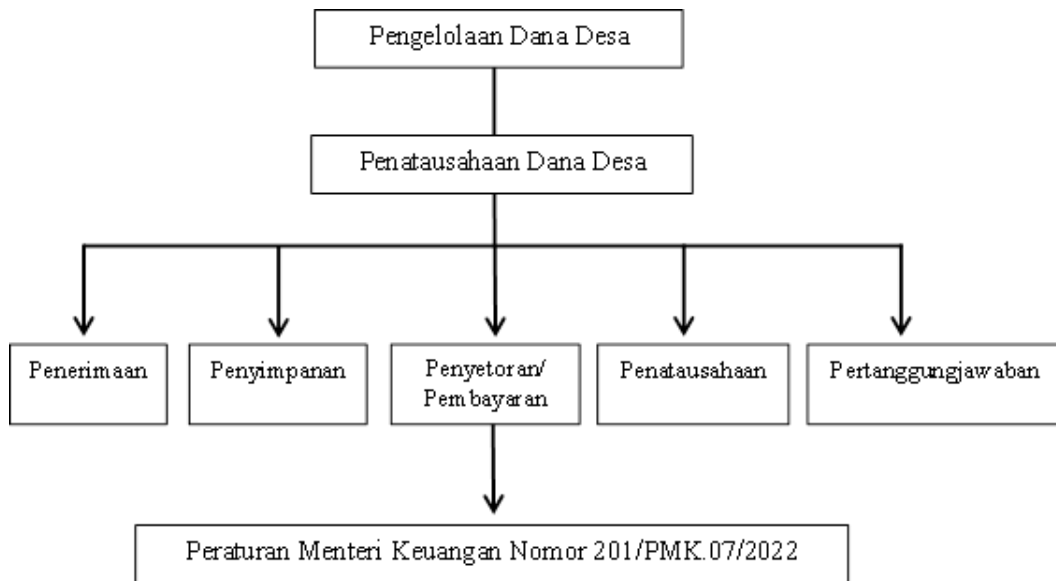 Pengelolaan Dana Desa
Penatausahaan Dana Desa
Penerimaan
Penyimpanan
Penyetoran/
Pembayaran
Penatausahaan
Pertanggungjawaban
Peraturan Menteri Keuangan Nomor 201/PMK.07/2022